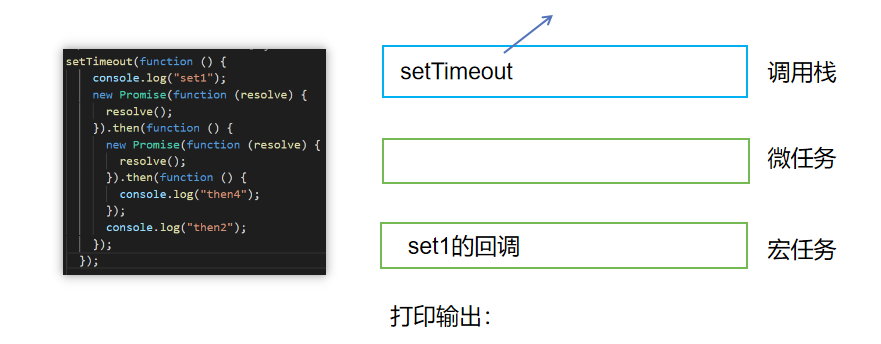 setTimeout(function () {
console.log("set1");
new Promise(function (resolve) {
resolve();
}).then(function () {
new Promise(function (resolve) {
resolve();
}).then(function () {
console.log("then4");
});
console.log("then2");
});
});
setTimeout
调用栈
微任务
set1的回调
宏任务
打印输出：